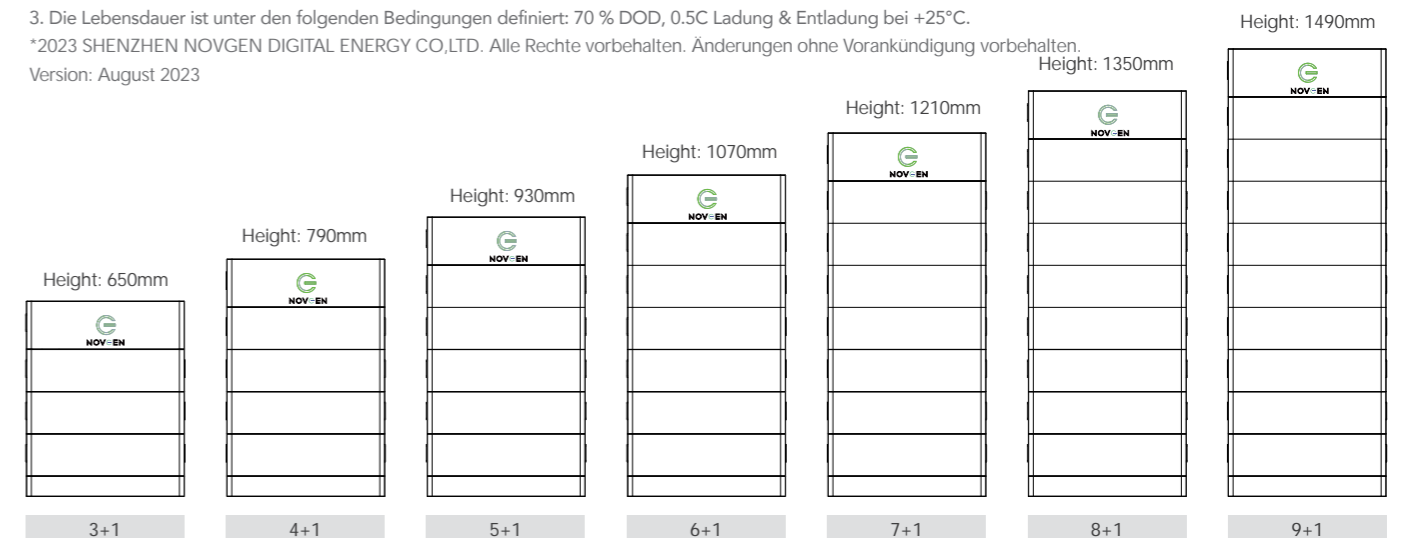 3. Die Lebensdauer ist unter den folgenden Bedingungen definiert: 70 % DOD, 0.5C Ladung & Entladung bei +25°C.
*2023 SHENZHEN NOVGEN DIGITAL ENERGY CO,LTD. Alle Rechte vorbehalten. Änderungen ohne Vorankündigung vorbehalten.
Version: August 2023
Height: 650mm
Height: 790mm
Height: 930mm
Height: 1070mm
Height: 1210mm
Height: 1350mm
Height: 1490mm
NOVGEN
NOVGEN
NOVGEN
NOVGEN
NOVGEN
NOVGEN
NOVGEN
3+1
4+1
5+1
6+1
7+1
8+1
9+1